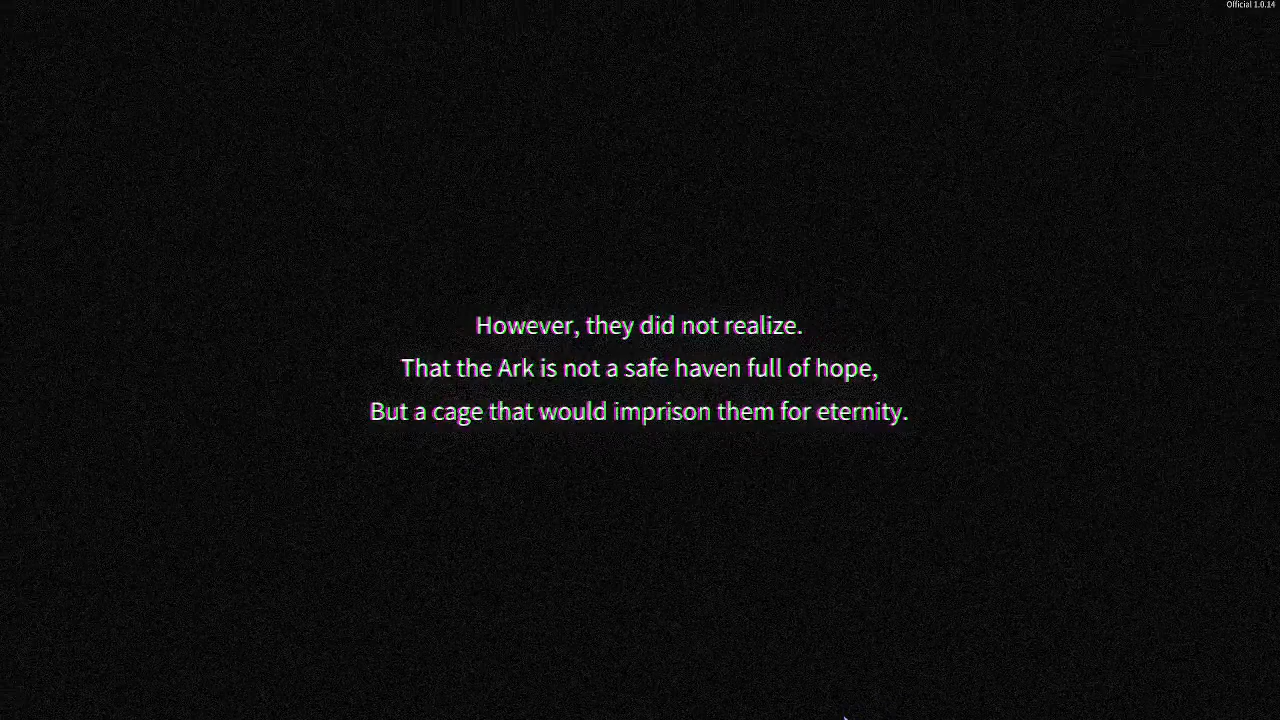 Official 1.0.14
However, they did not realize.
That the Ark is not a safe haven full of hope,
But a cage that would imprison them for eternity.